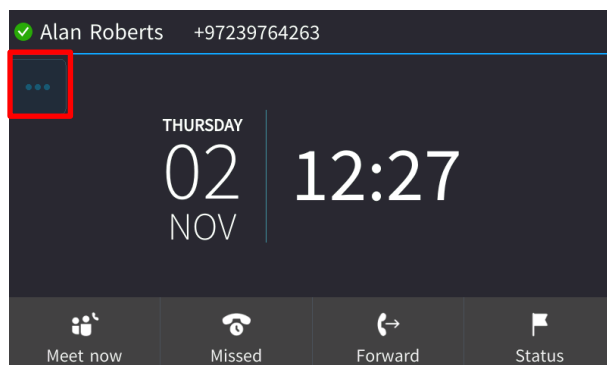 Alan Roberts +97239764263
THURSDAY
02
NOV
12:27
Meet now Missed Forward Status